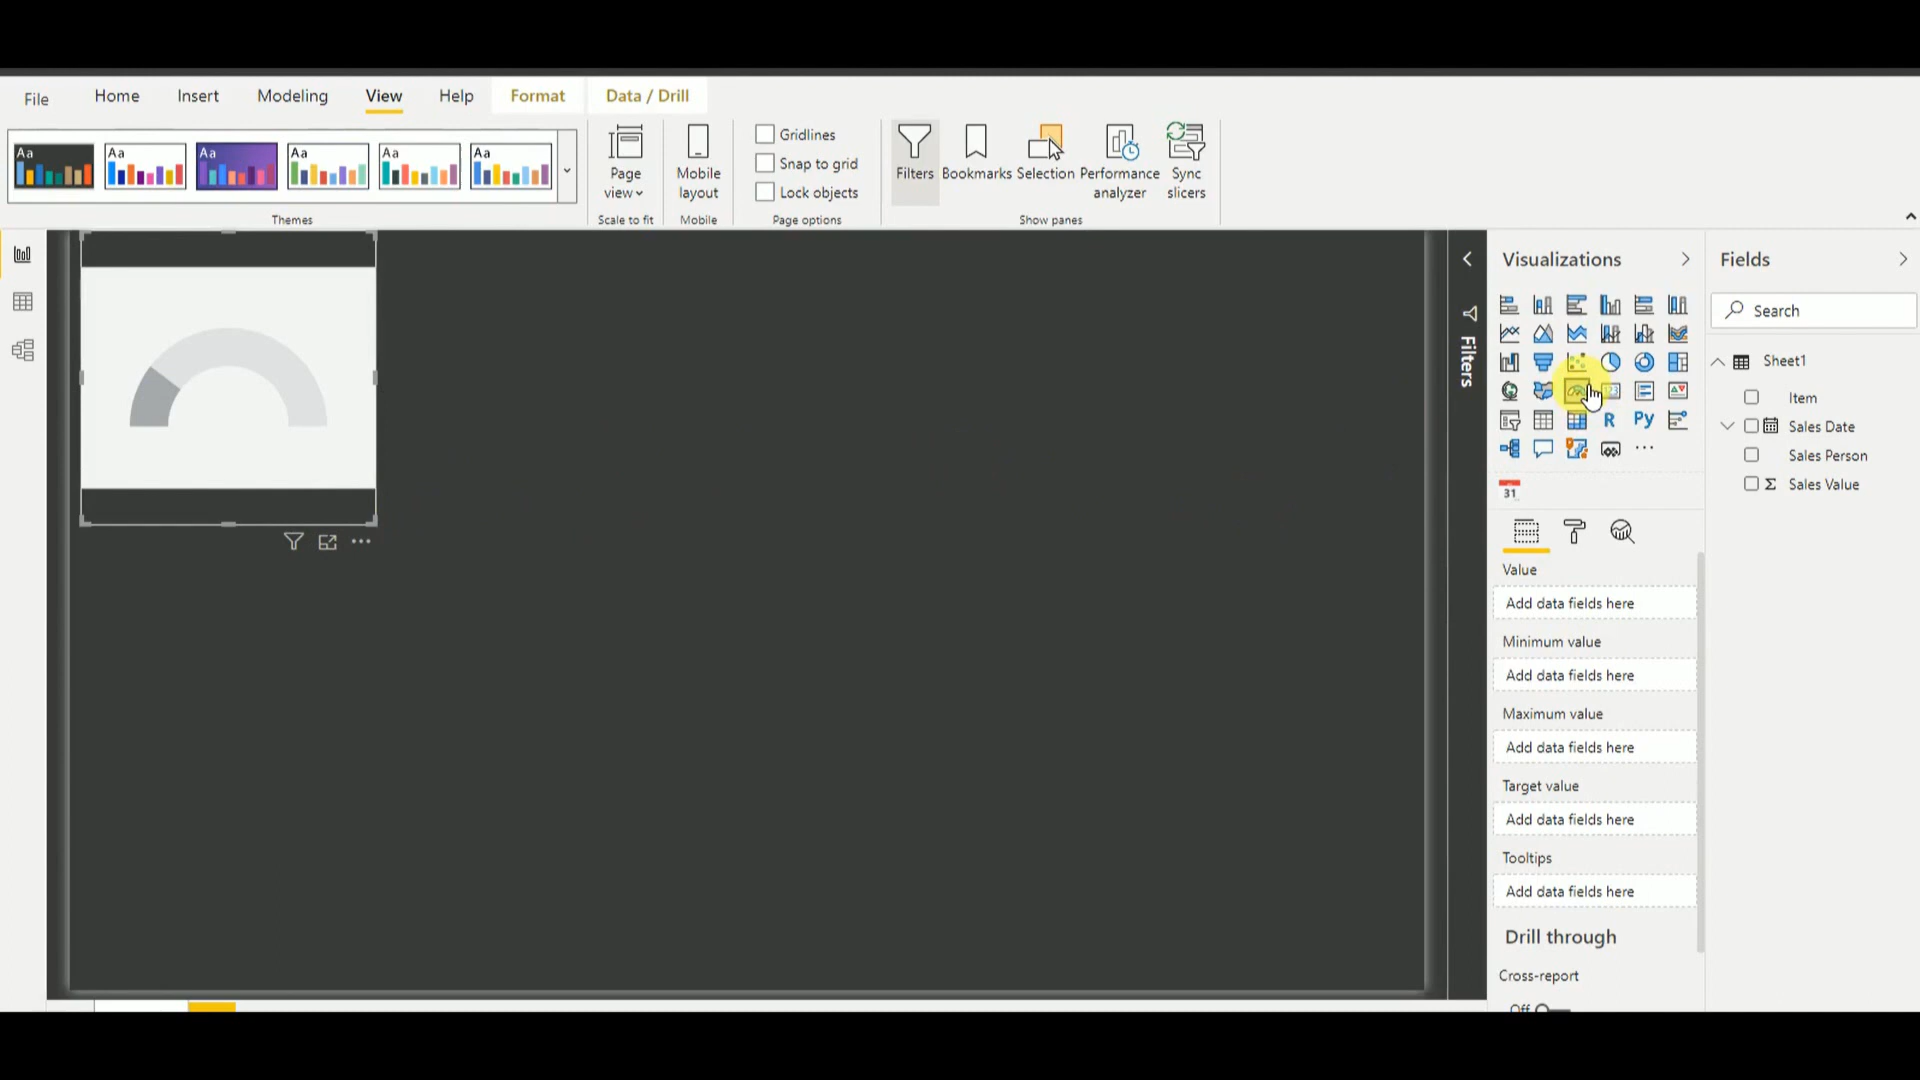 File
Home
Insert
Modeling
View
Help
Format
Data / Drill
Aa
Aa
Aa
Aa
Aa
Aa
Themes
Page
view
Scale to fit
Mobile
layout
Mobile
Gridlines
Snap to grid
Lock objects
Page options
Filters
Bookmarks
Selection
Performance
analyzer
Sync
slicers
Show panes
Filters
Visualizations
123
R
Py
31
Value
Add data fields here
Minimum value
Add data fields here
Maximum value
Add data fields here
Target value
Add data fields here
Tooltips
Add data fields here
Drill through
Cross-report
Off
Fields
Search
Sheet1
Item
Sales Date
Sales Person
Σ Sales Value